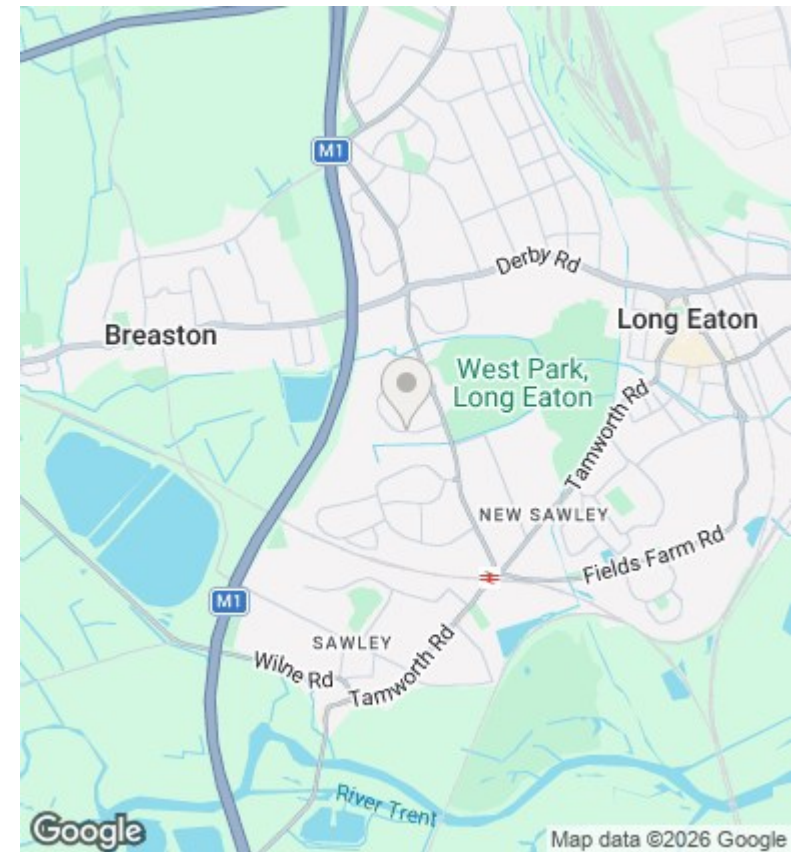 M1
Derby Rd
Long Eaton
Breaston
West Park,
Long Eaton
Tamworth Rd
NEW SAWLEY
Fields Farm Rd
M1
SAWLEY
Wilne Rd
Tamworth Rd
River Trent
Google
Map data ©2026 Google